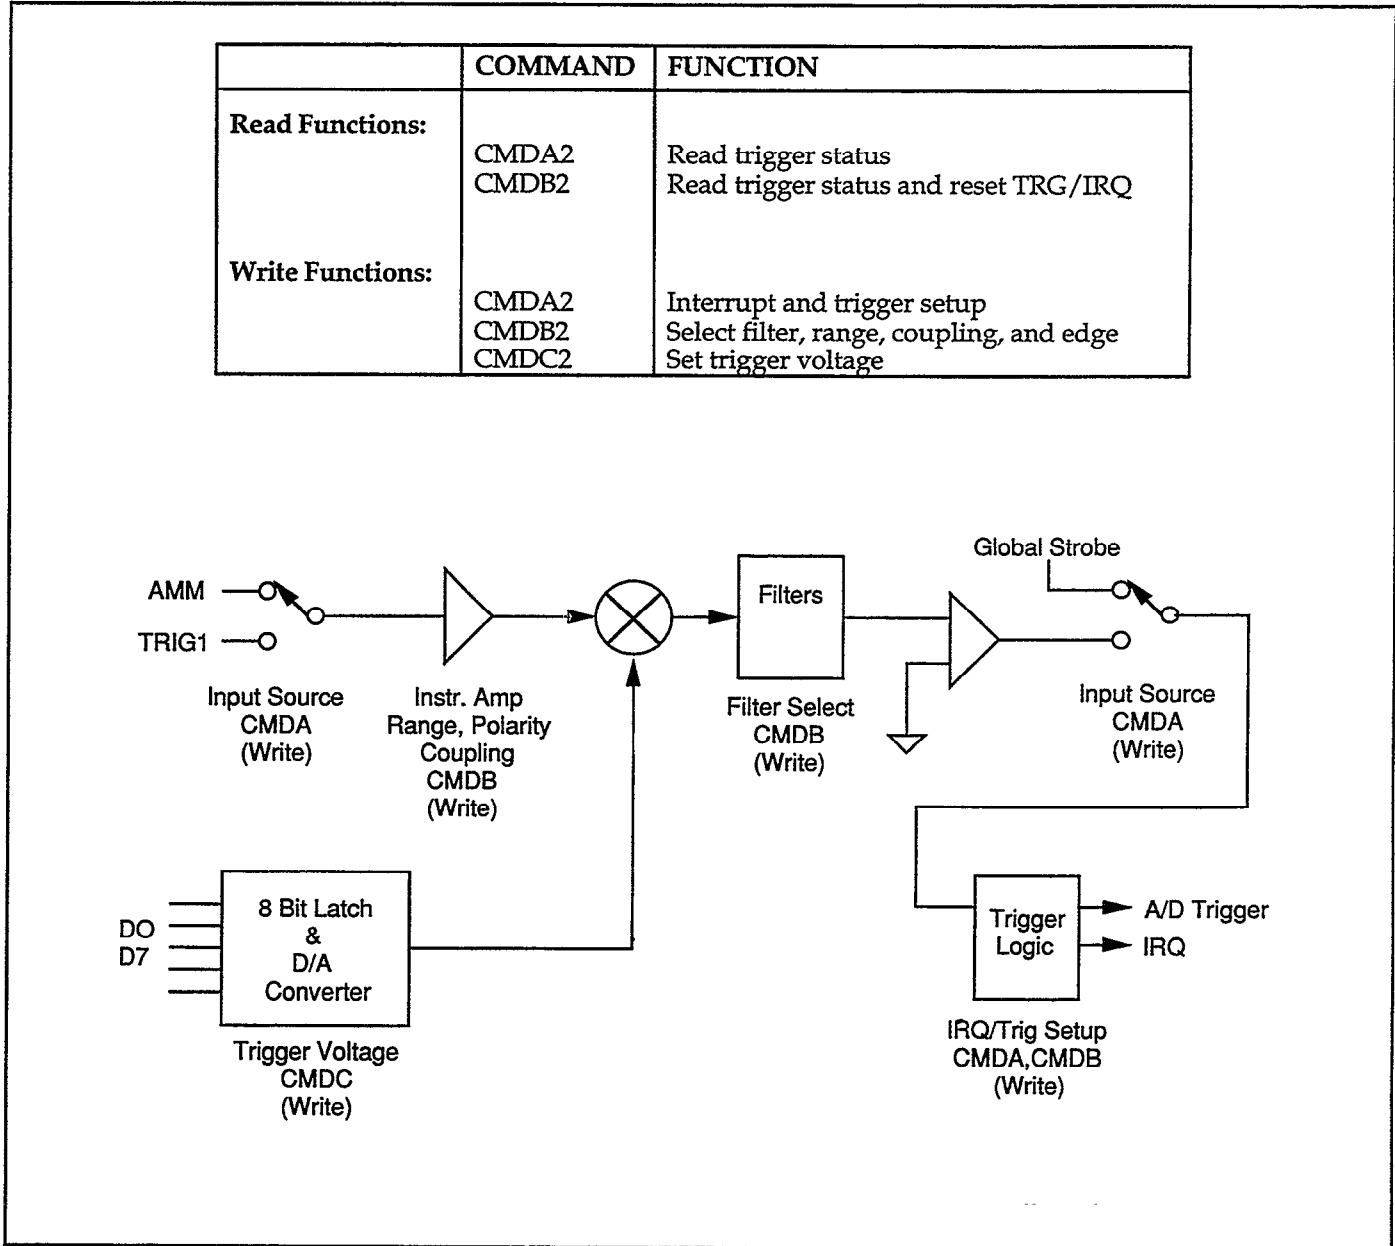 COMMAND FUNCTION
Read Functions:
CMDA2 Read trigger status
CMDB2 Read trigger status and reset TRG/IRQ
Write Functions:
CMDA2 Interrupt and trigger setup
CMDB2 Select filter, range, coupling, and edge
CMDC2 Set trigger voltage
Global Strobe
AMM
TRIG1
Filters
Input Source
CMDA
(Write)
Instr. Amp
Range, Polarity
Coupling
CMDB
(Write)
Filter Select
CMDB
(Write)
Input Source
CMDA
(Write)
DO
D7
8 Bit Latch
&
D/A
Converter
Trigger Voltage
CMDC
(Write)
Trigger
Logic
A/D Trigger
IRQ
IRQ/Trig Setup
CMDA,CMDB
(Write)